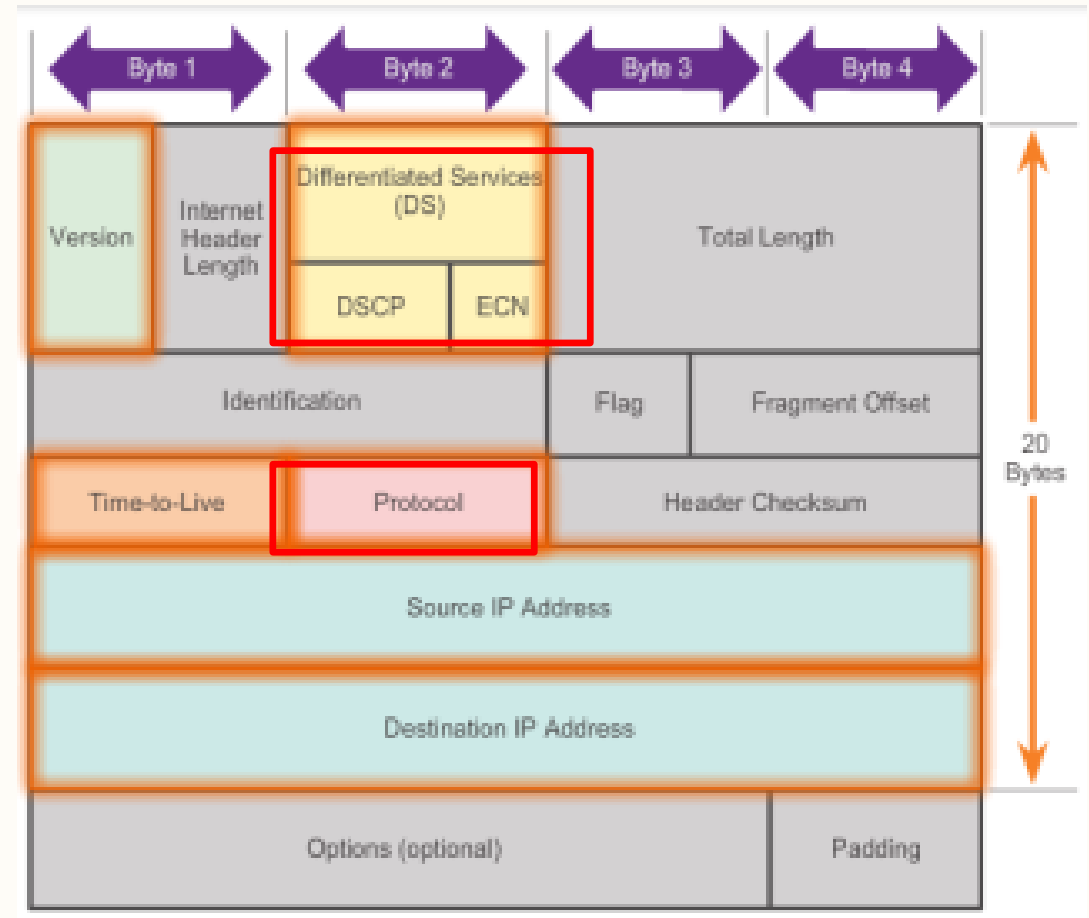 Byte 1
Byte 2
Byte 3
Byte 4
Version
Internet
Header
Length
Differentiated Services
(DS)
DSCP
ECN
Total Length
Identification
Flag
Fragment Offset
Time-to-Live
Protocol
Header Checksum
Source IP Address
Destination IP Address
20
Bytes
Options (optional)
Padding